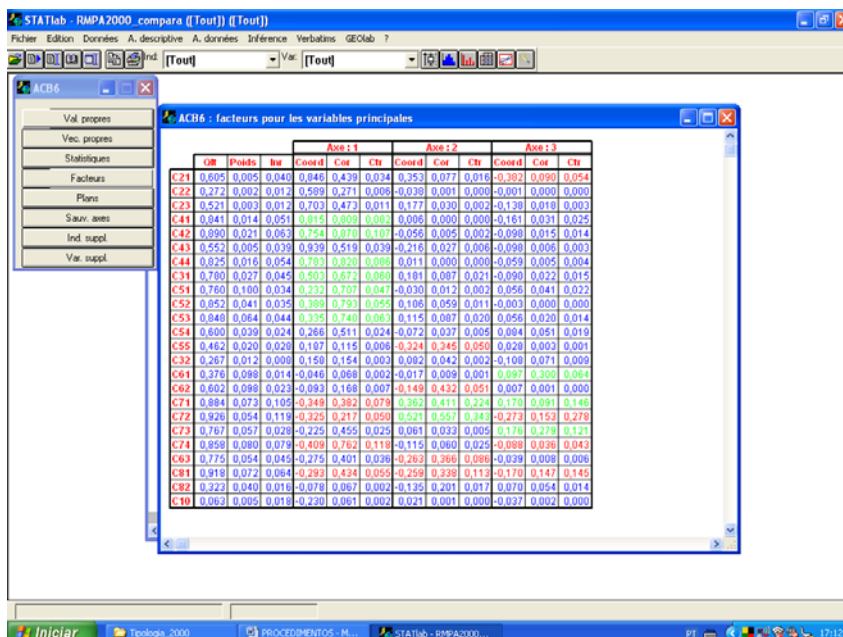 STATlab - RMPA2000_compara ([Tout]) ([Tout])
Fichier Edition Données A. descriptive A. données Inférence Verbatims GEOlab ?
Ind. [Tout] Var. [Tout]
ACB6
Val. propres
Vec. propres
Statistiques
Facteurs
Plans
Sauv. axes
Ind. suppl.
Var. suppl.
ACB6 : facteurs pour les variables principales
Axe : 1 Axe : 2 Axe : 3
Qlt Poids Inr Coord Cor Ctr Coord Cor Ctr Coord Cor Ctr
C21 0,605 0,005 0,040 0,846 0,439 0,034 0,353 0,077 0,016 -0,382 0,090 0,054
C22 0,272 0,002 0,012 0,589 0,271 0,006 -0,038 0,001 0,000 -0,001 0,000 0,000
C23 0,521 0,003 0,012 0,703 0,473 0,011 0,177 0,030 0,002 -0,138 0,018 0,003
C41 0,841 0,014 0,051 0,815 0,809 0,082 0,006 0,000 0,000 -0,161 0,031 0,025
C42 0,890 0,021 0,063 0,754 0,870 0,107 -0,056 0,005 0,002 -0,098 0,015 0,014
C43 0,552 0,005 0,039 0,939 0,519 0,039 -0,216 0,027 0,006 -0,098 0,006 0,003
C44 0,825 0,016 0,054 0,783 0,820 0,086 0,011 0,000 0,000 -0,059 0,005 0,004
C31 0,780 0,027 0,045 0,503 0,672 0,060 0,181 0,087 0,021 -0,090 0,022 0,015
C51 0,760 0,100 0,034 0,232 0,707 0,047 -0,030 0,012 0,002 0,056 0,041 0,022
C52 0,852 0,041 0,035 0,389 0,793 0,055 0,106 0,059 0,011 -0,003 0,000 0,000
C53 0,848 0,064 0,044 0,335 0,740 0,063 0,115 0,087 0,020 0,056 0,020 0,014
C54 0,600 0,039 0,024 0,266 0,511 0,024 -0,072 0,037 0,005 0,084 0,051 0,019
C55 0,462 0,020 0,028 0,187 0,115 0,006 -0,324 0,345 0,050 0,028 0,003 0,001
C32 0,267 0,012 0,008 0,158 0,154 0,003 0,082 0,042 0,002 -0,108 0,071 0,009
C61 0,376 0,098 0,014 -0,046 0,068 0,002 -0,017 0,009 0,001 0,097 0,300 0,064
C62 0,602 0,098 0,023 -0,093 0,168 0,007 -0,149 0,432 0,051 0,007 0,001 0,000
C71 0,884 0,073 0,105 -0,349 0,382 0,079 0,362 0,411 0,224 0,170 0,091 0,146
C72 0,926 0,054 0,119 -0,325 0,217 0,050 0,521 0,557 0,343 -0,273 0,153 0,278
C73 0,767 0,057 0,028 -0,225 0,455 0,025 0,061 0,033 0,005 0,176 0,279 0,121
C74 0,858 0,080 0,079 -0,409 0,762 0,118 -0,115 0,060 0,025 -0,088 0,036 0,043
C63 0,775 0,054 0,045 -0,275 0,401 0,036 -0,263 0,366 0,086 -0,039 0,008 0,006
C81 0,918 0,072 0,064 -0,293 0,434 0,055 -0,259 0,338 0,113 -0,170 0,147 0,145
C82 0,323 0,040 0,016 -0,078 0,067 0,002 -0,135 0,201 0,017 0,070 0,054 0,014
C10 0,063 0,005 0,018 -0,230 0,061 0,002 0,021 0,001 0,000 -0,037 0,002 0,000
Iniciar Tipologia_2000 PROCEDIMENTOS - M... STATlab - RMPA2000... PT 17:12